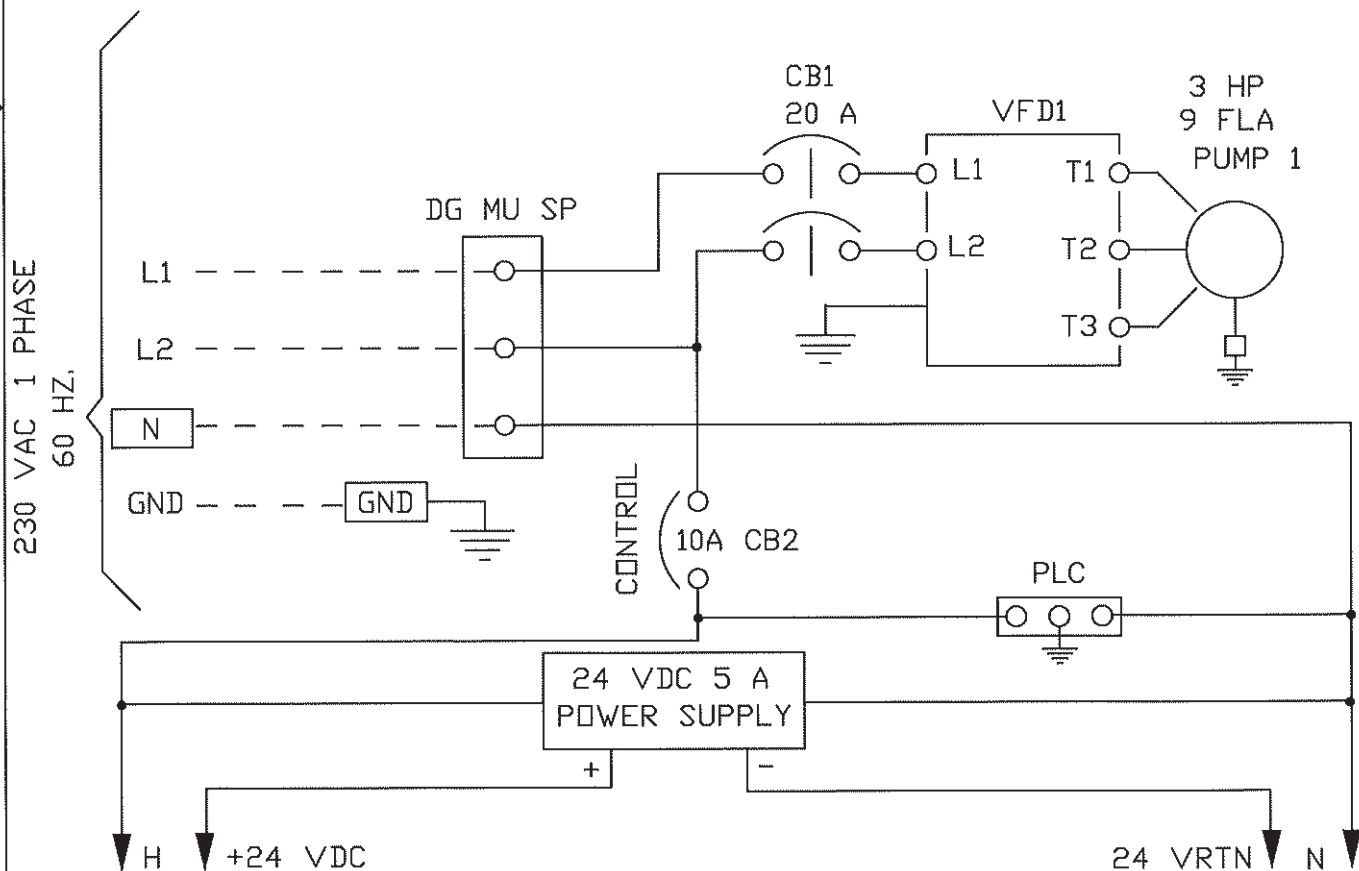 230 VAC 1 PHASE
60 HZ.
L1
L2
N
GND
GND
DG MU SP
CB1
20 A
VFD1
L1
L2
T1
T2
T3
3 HP
9 FLA
PUMP 1
CONTROL
10A CB2
PLC
24 VDC 5 A
POWER SUPPLY
+
-
H
+24 VDC
24 VRTN
N